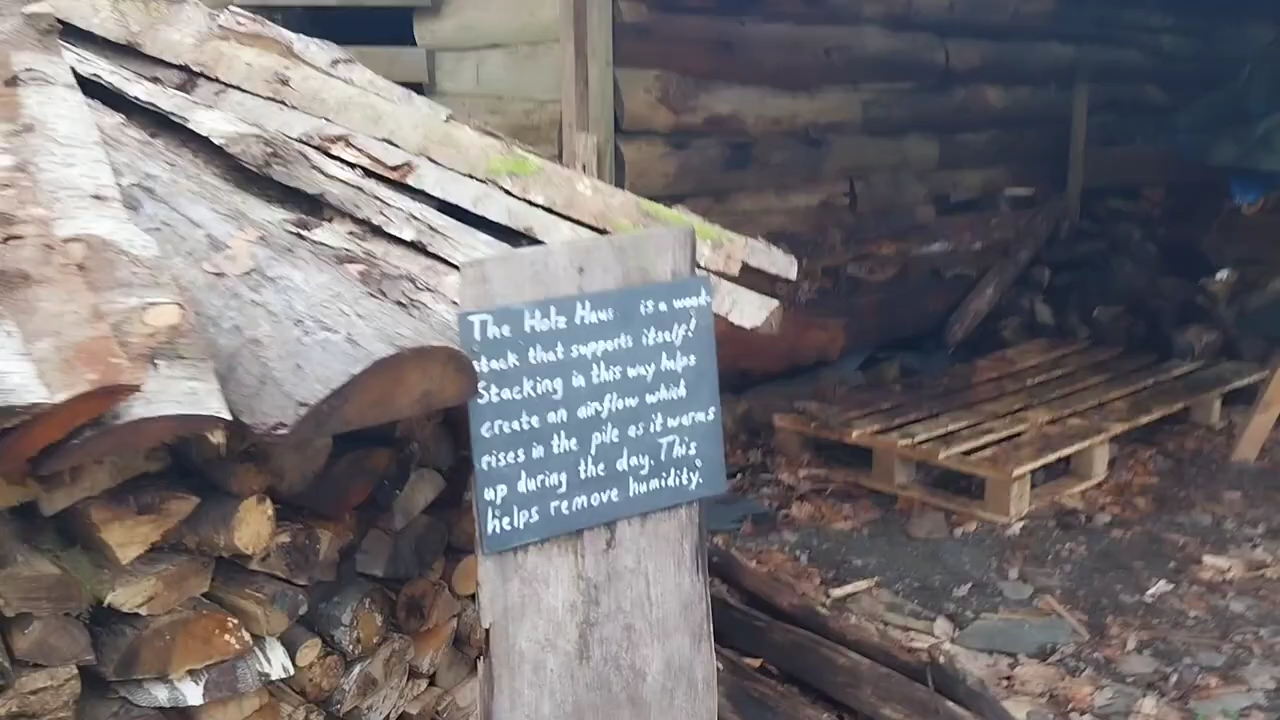 The Holz Haus is a wood-
stack that supports itself!
Stacking in this way helps
create an airflow which
rises in the pile as it warms
up during the day. This
helps remove humidity.